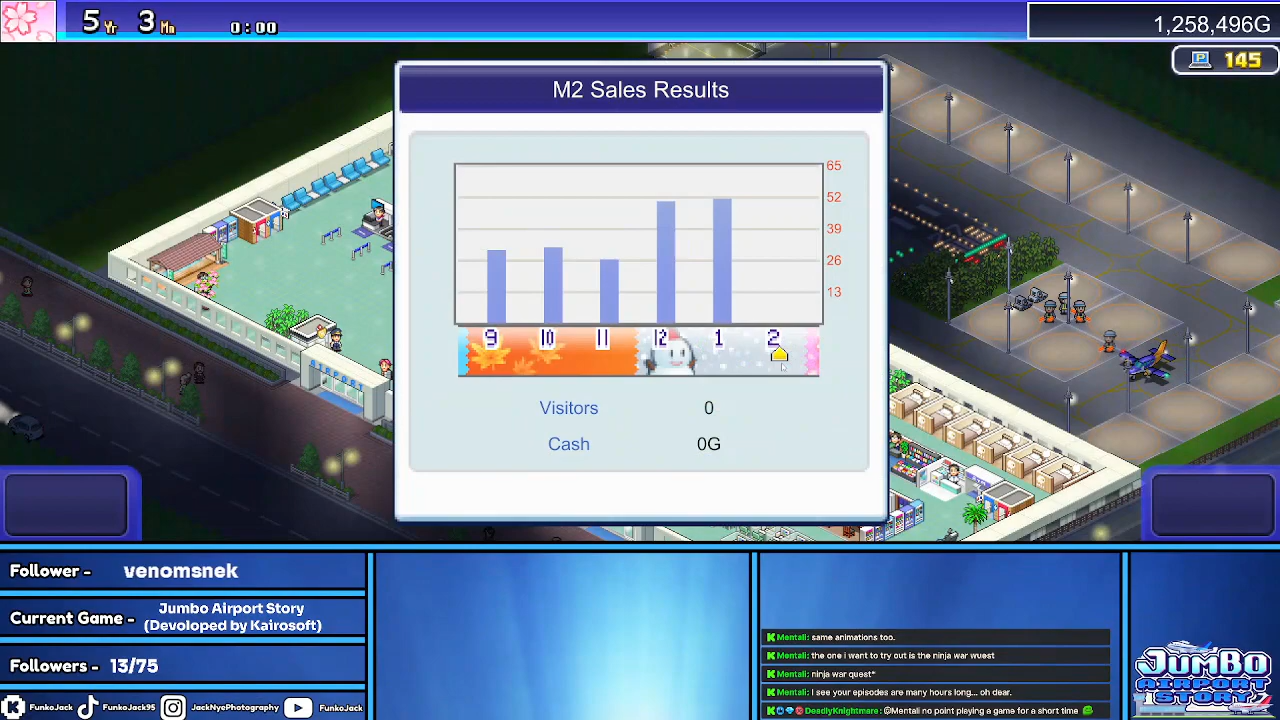 5 Yr 3 Mn 0:00 1,258,496G
P 145
M2 Sales Results
65
52
39
26
13
9 10 11 12 1 2
Visitors 0
Cash 0G
Follower - venomsnek
Current Game - Jumbo Airport Story
(Devoloped by Kairosoft)
Followers - 13/75
FunkoJack FunkoJack95 JackNycPhotography FunkoJack
Mentali: same animations too.
Mentali: the one i want to try out is the ninja war wuest
Mentali: ninja war quest*
Mentali: I see your episodes are many hours long... oh dear.
DeadlyKnightmare: @Mentali no point playing a game for a short time
JUMBO
AIRPORT
STORY